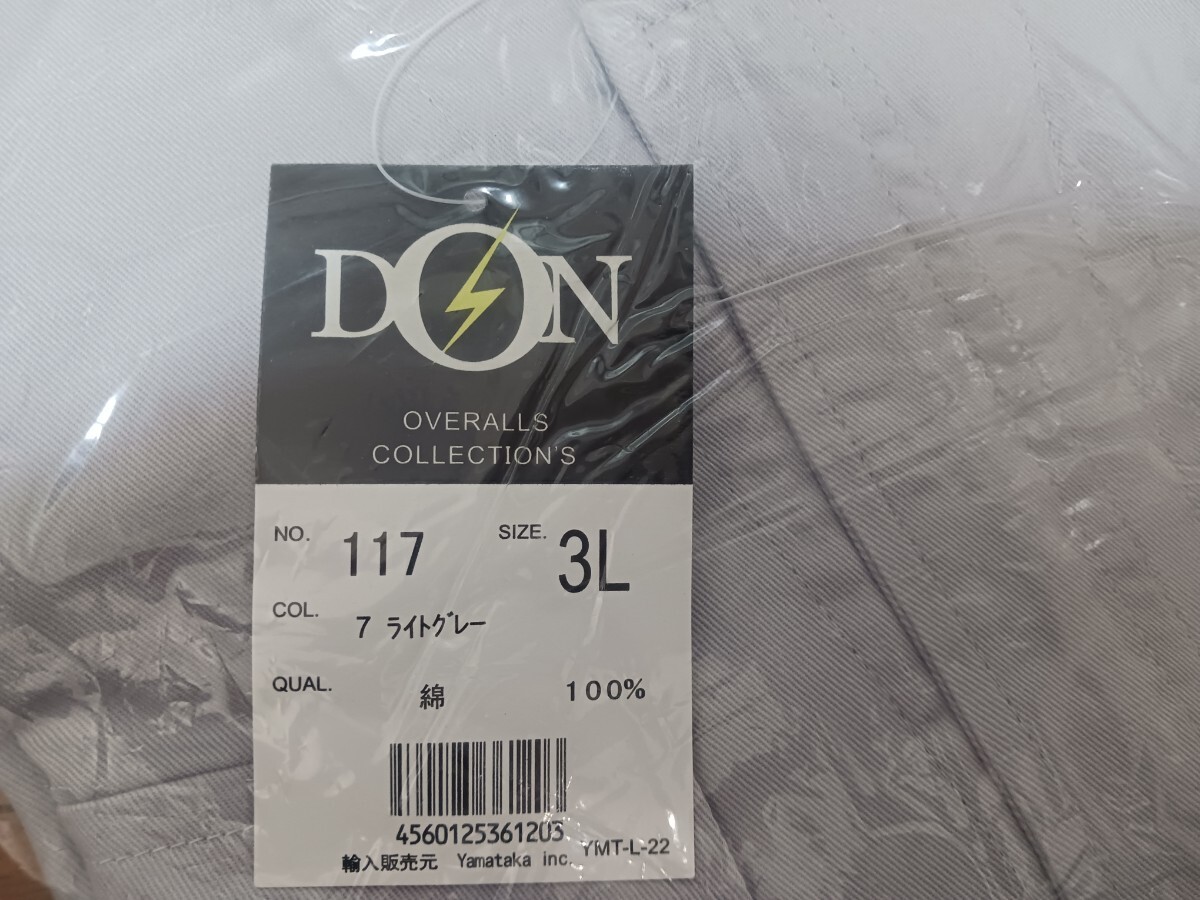 DON
OVERALLS
COLLECTION'S
NO. 117 SIZE. 3L
COL. 7 ﾗｲﾄｸﾞﾚｰ
QUAL. 綿 100%
4560125361203
輸入販売元 Yamataka inc. YMT-L-22